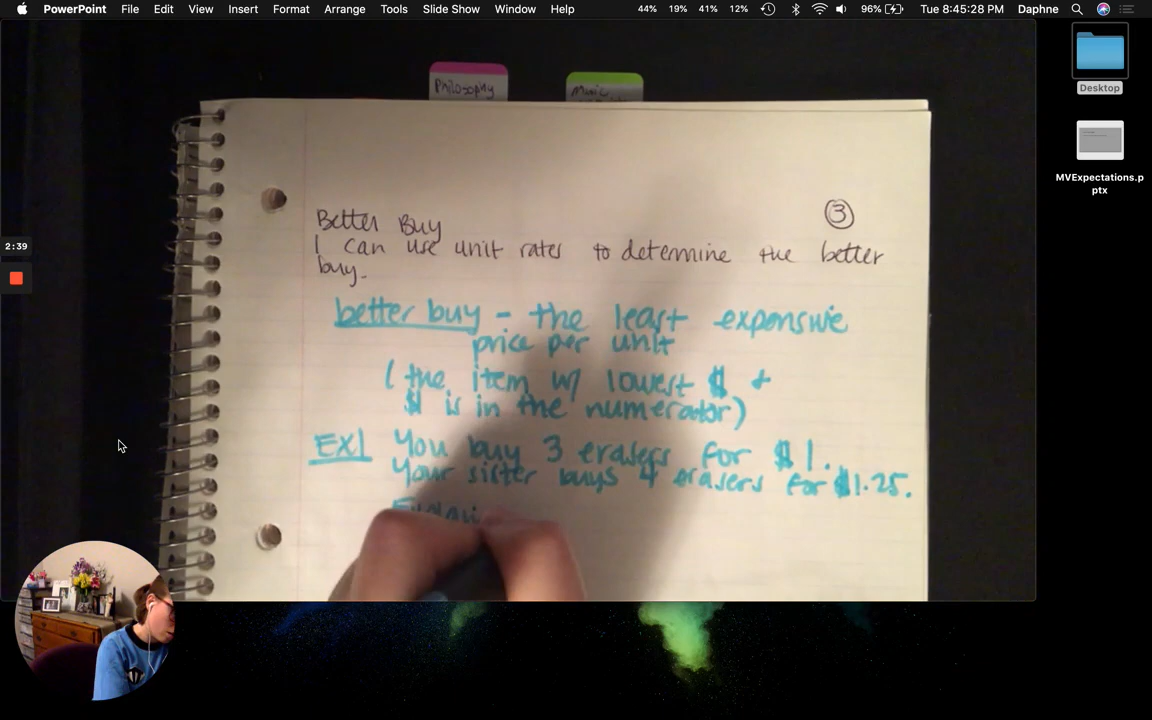 PowerPoint File Edit View Insert Format Arrange Tools Slide Show Window Help 44% 19% 41% 12% 96% Tue 8:45:28 PM Daphne
Philosophy
Music
Desktop
MVExpectations.p
ptx
2:39
Better Buy
3
I can use unit rates to determine the better
buy.
better buy - the least expensive
price per unit
(the item w/ lowest $ +
$ is in the numerator)
EX1 You buy 3 erasers for $1.
Your sister buys 4 erasers for $1.25.